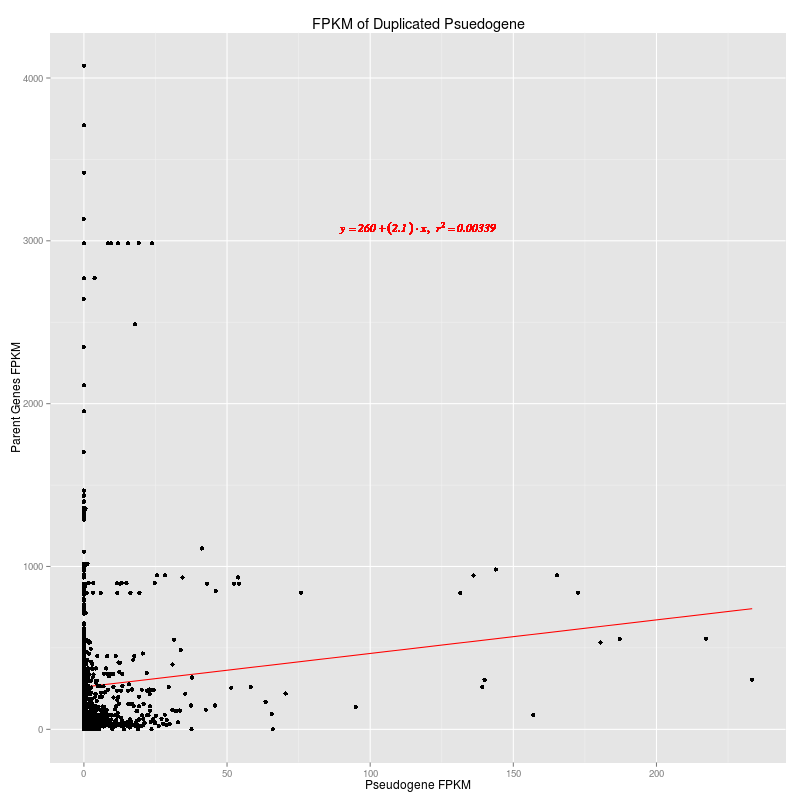 FPKM of Duplicated Psuedogene
4000
3000
2000
1000
0
Parent Genes FPKM
y = 260 + (2.1) · x, r² = 0.00339
0 50 100 150 200
Pseudogene FPKM